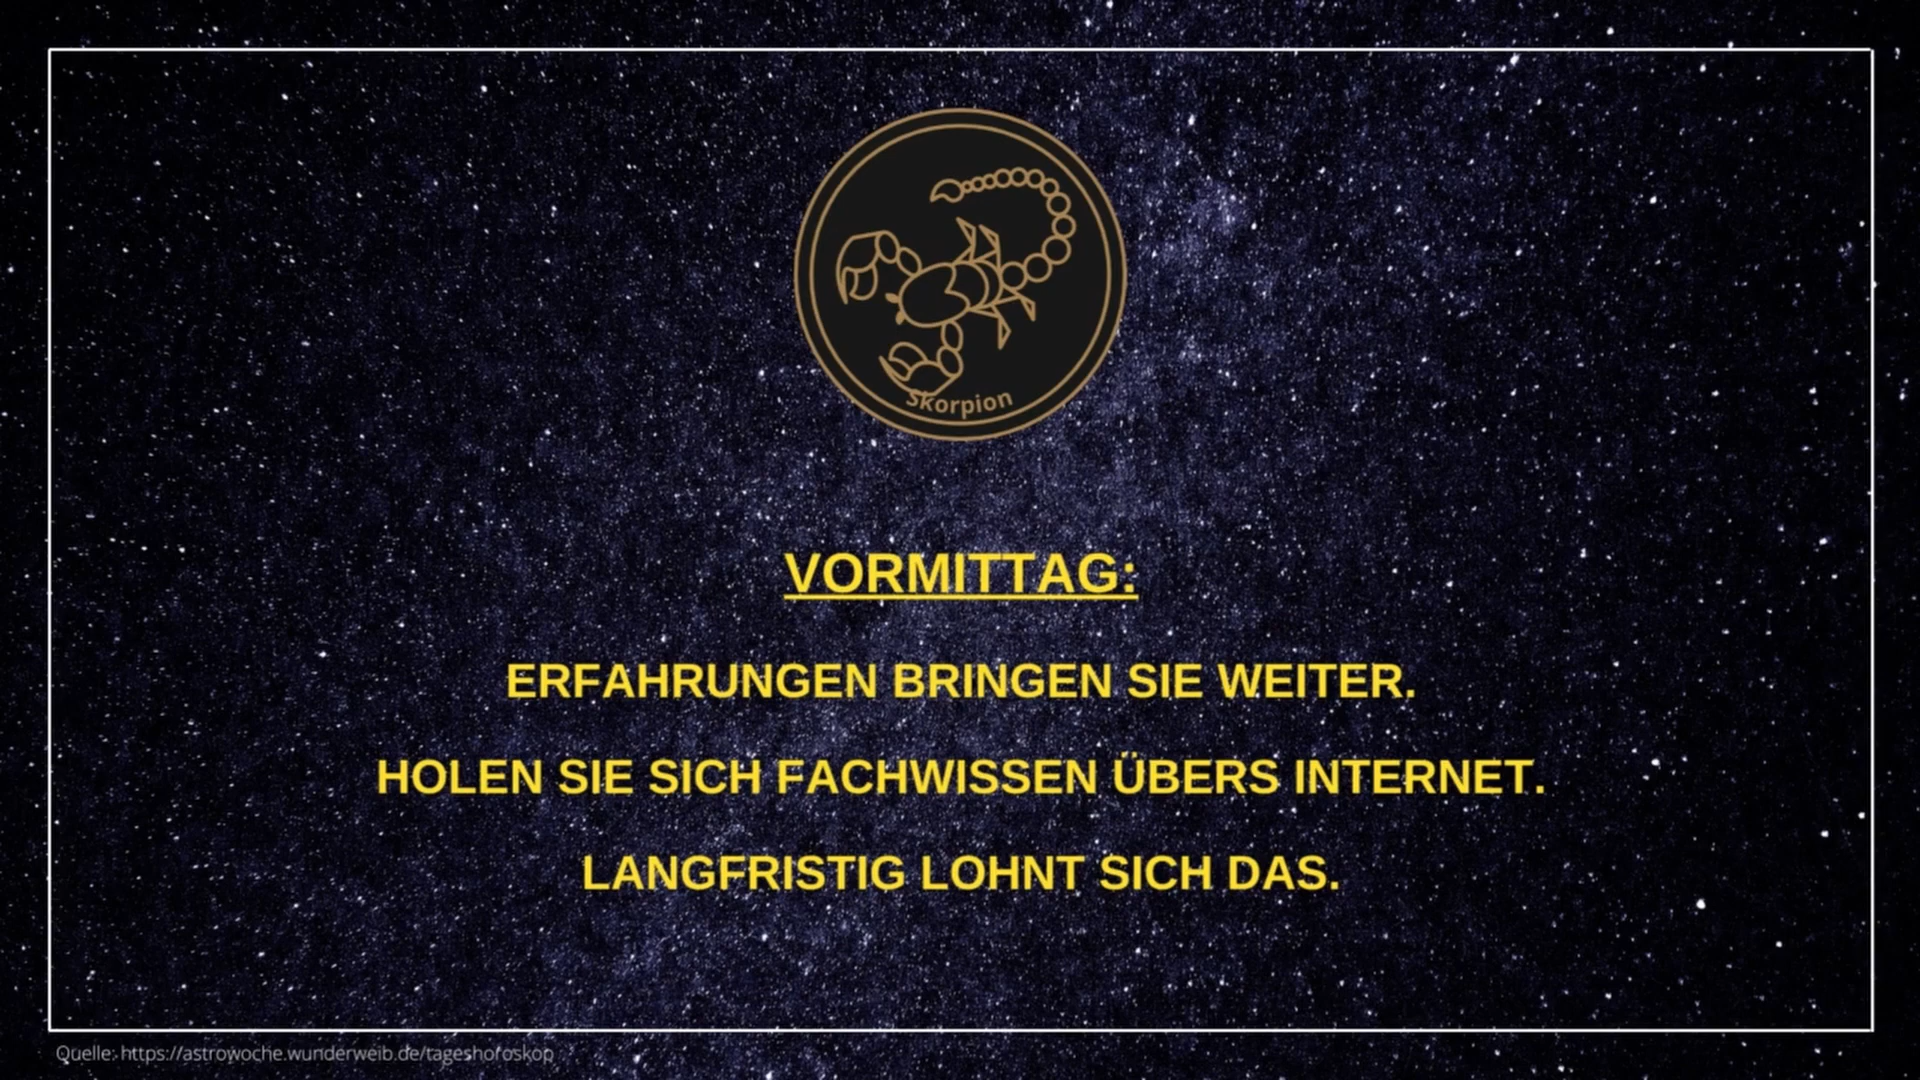 Skorpion
VORMITTAG:
ERFAHRUNGEN BRINGEN SIE WEITER.
HOLEN SIE SICH FACHWISSEN ÜBERS INTERNET.
LANGFRISTIG LOHNT SICH DAS.
Quelle: https://astrowoche.wunderweib.de/tageshoroskop